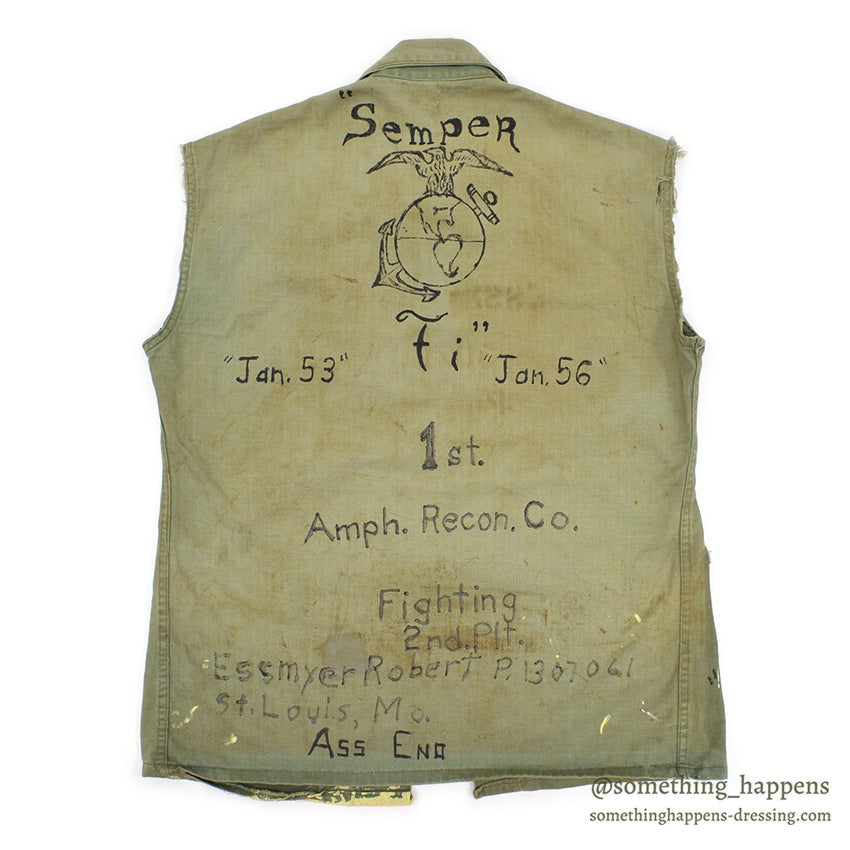 "Semper
Fi"
"Jan. 53" "Jan. 56"
1st.
Amph. Recon. Co.
Fighting
2nd. Plt.
Essmyer Robert P. 1307061
St. Louis, Mo.
Ass End
@something_happens
somethinghappens-dressing.com